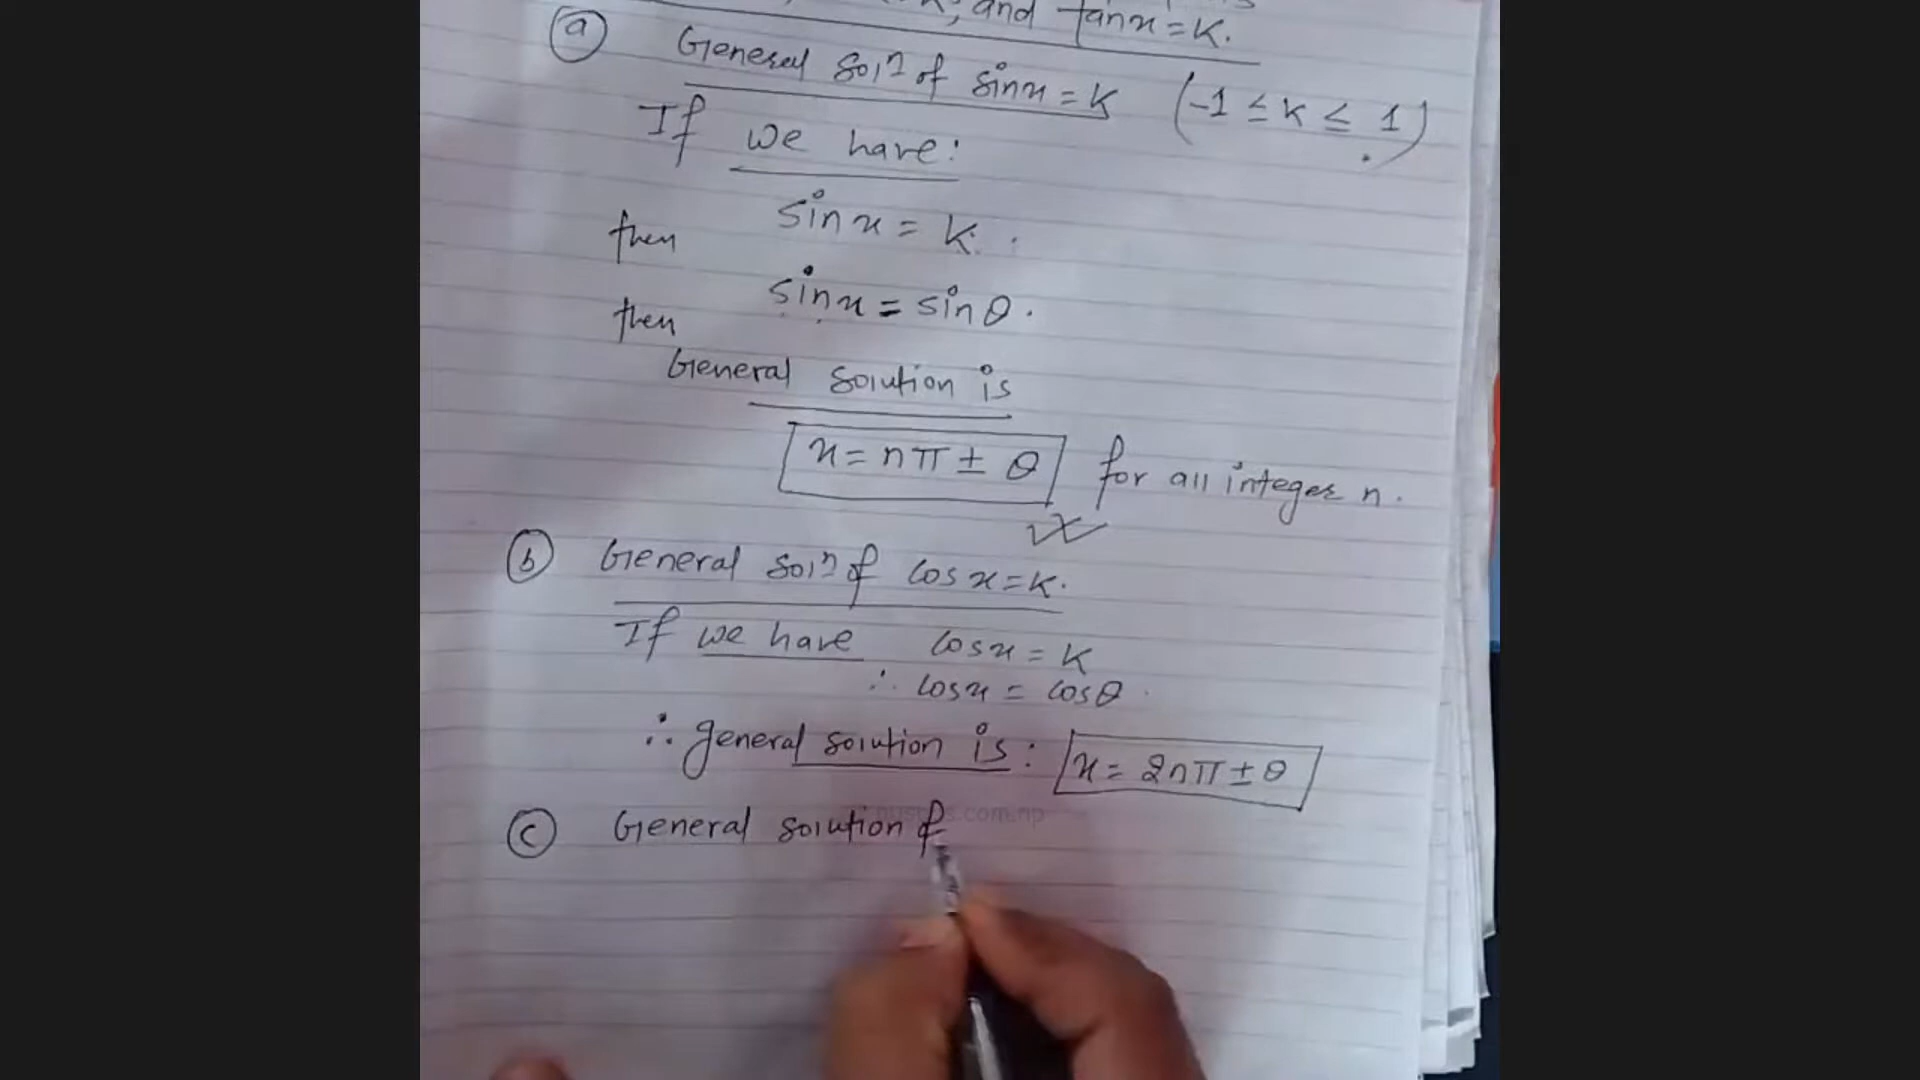 and tanx = K.
(a) General Solⁿ of sinx = K (-1 ≤ K ≤ 1)
If we have:
sinx = K.
then
sinx = sinθ.
then
General solution is
x = nπ ± θ for all integer n.
(b) General Solⁿ of cosx = K.
If we have cosx = K
∴ cosx = cosθ
∴ general solution is: x = 2nπ ± θ
(c) General solution of